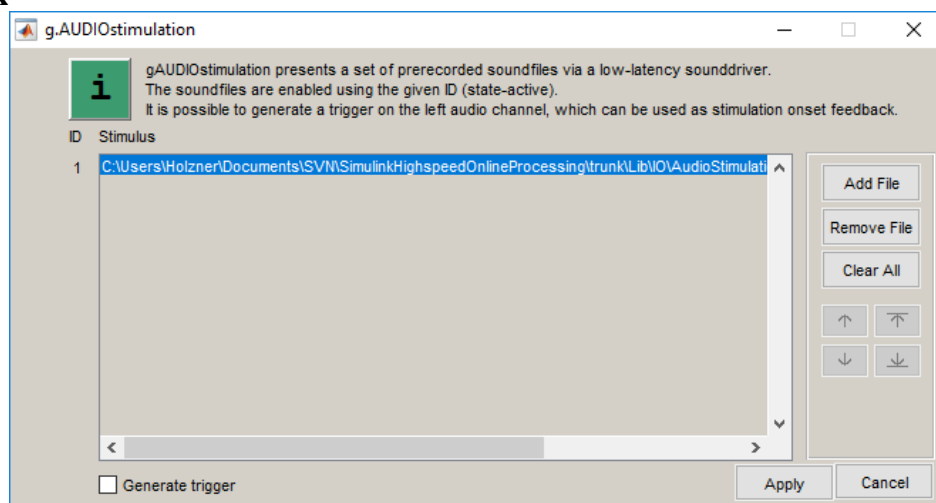 g.AUDIOstimulation
i
gAUDIOstimulation presents a set of prerecorded soundfiles via a low-latency sounddriver.
The soundfiles are enabled using the given ID (state-active).
It is possible to generate a trigger on the left audio channel, which can be used as stimulation onset feedback.
ID Stimulus
1 C:\Users\Holzner\Documents\SVN\SimulinkHighspeedOnlineProcessing\trunk\Lib\IO\AudioStimulati
Add File
Remove File
Clear All
Generate trigger
Apply
Cancel